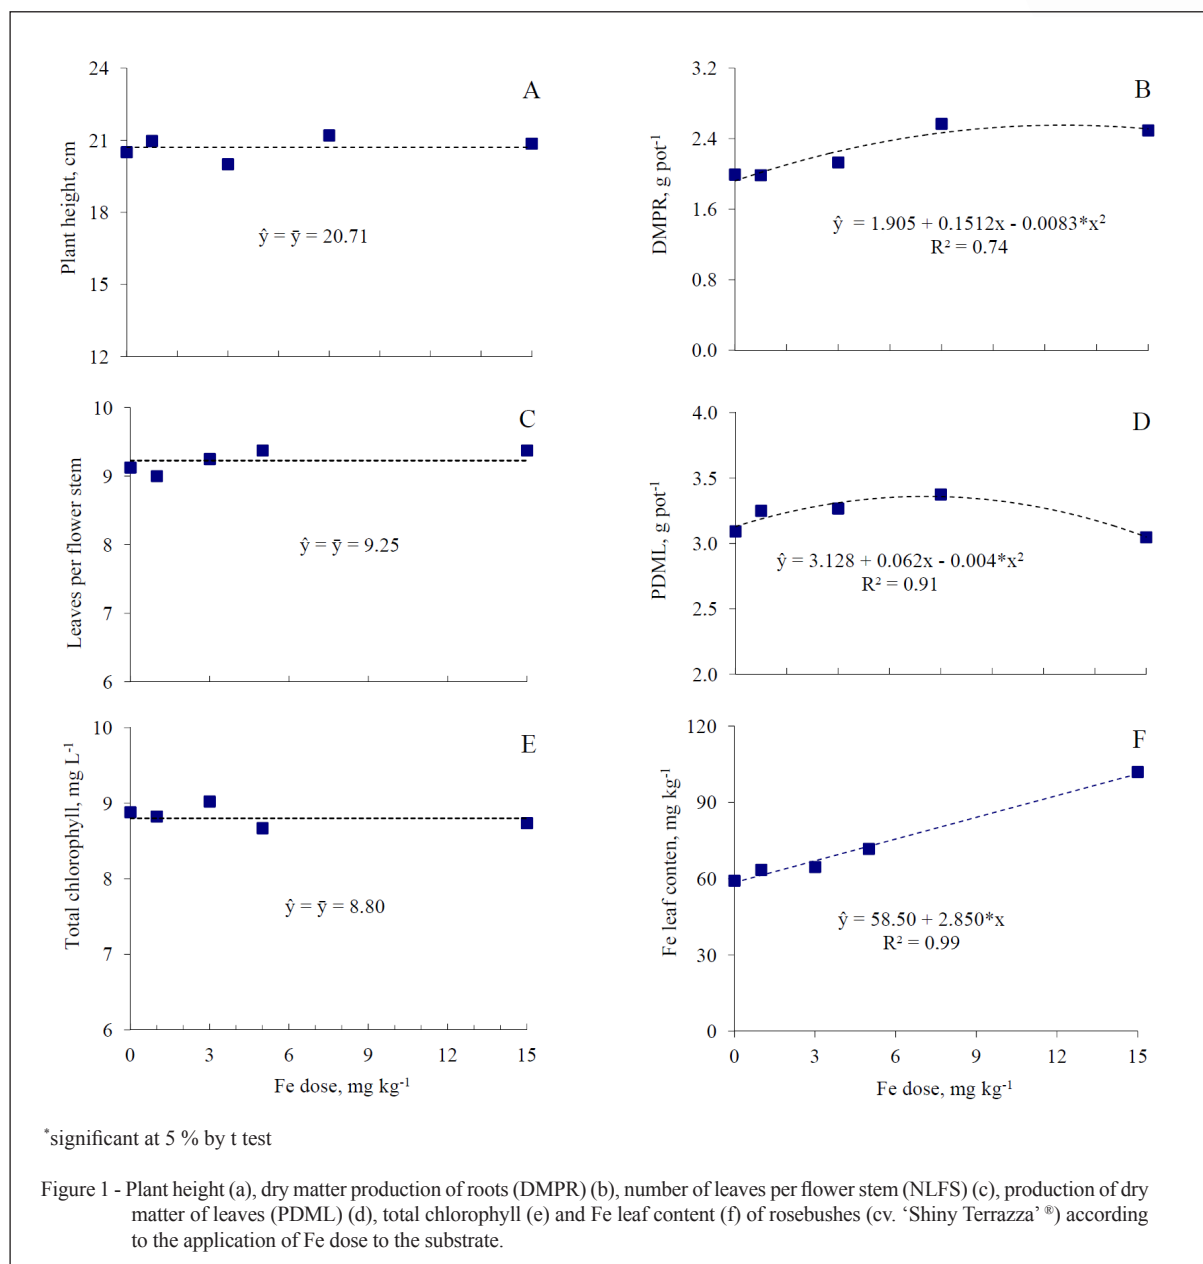 24
21
18
15
12
Plant height, cm
A
ŷ = ȳ = 20.71
3.2
2.4
1.6
0.8
0.0
DMPR, g pot⁻¹
B
ŷ = 1.905 + 0.1512x - 0.0083*x²
R² = 0.74
10
9
8
7
6
Leaves per flower stem
C
ŷ = ȳ = 9.25
4.0
3.5
3.0
2.5
2.0
PDML, g pot⁻¹
D
ŷ = 3.128 + 0.062x - 0.004*x²
R² = 0.91
10
9
8
7
6
Total chlorophyll, mg L⁻¹
E
ŷ = ȳ = 8.80
0 3 6 9 12 15
Fe dose, mg kg⁻¹
120
90
60
30
0
Fe leaf conten, mg kg⁻¹
F
ŷ = 58.50 + 2.850*x
R² = 0.99
0 3 6 9 12 15
Fe dose, mg kg⁻¹
*significant at 5 % by t test
Figure 1 - Plant height (a), dry matter production of roots (DMPR) (b), number of leaves per flower stem (NLFS) (c), production of dry
matter of leaves (PDML) (d), total chlorophyll (e) and Fe leaf content (f) of rosebushes (cv. ‘Shiny Terrazza’ ®) according
to the application of Fe dose to the substrate.